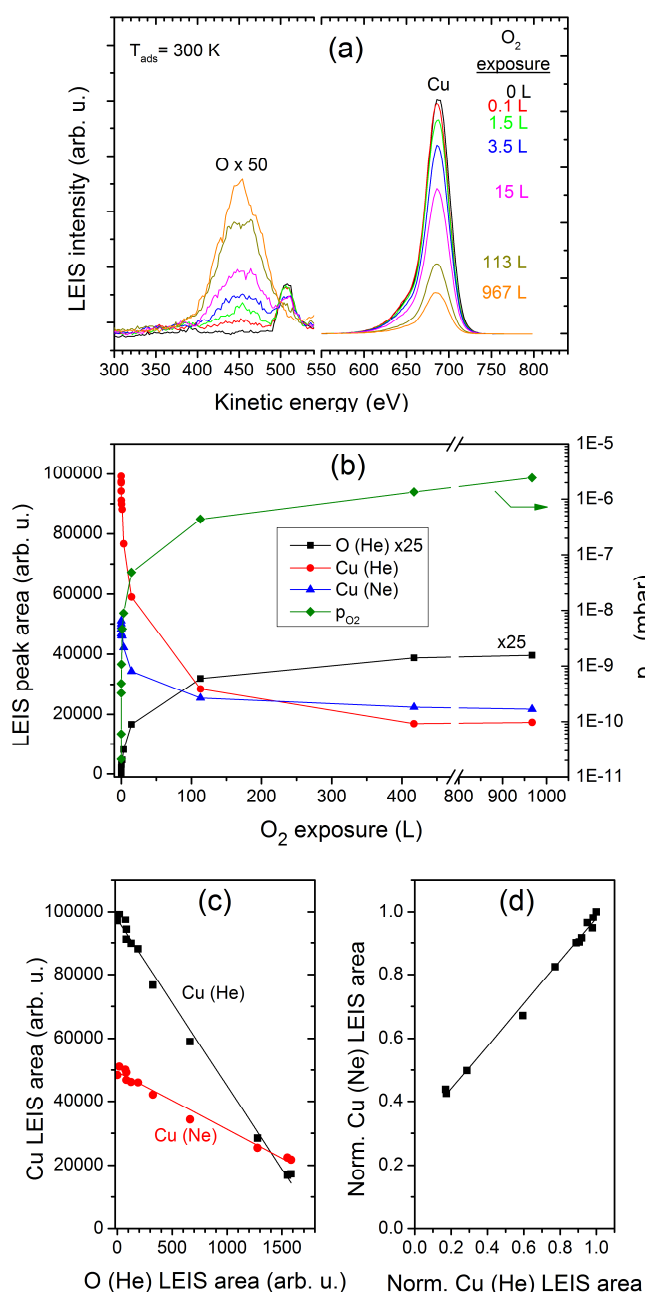 (a)
T_ads = 300 K
O₂
exposure
0 L
0.1 L
1.5 L
3.5 L
15 L
113 L
967 L
Cu
O x 50
LEIS intensity (arb. u.)
300 350 400 450 500 550 600 650 700 750 800
Kinetic energy (eV)
(b)
100000
80000
60000
40000
20000
0
LEIS peak area (arb. u.)
O (He) x25
Cu (He)
Cu (Ne)
p_O2
x25
1E-5
1E-6
1E-7
1E-8
1E-9
1E-10
1E-11
(mbar)
0 100 200 300 400 800 900 1000
O₂ exposure (L)
(c)
100000
80000
60000
40000
20000
0
Cu LEIS area (arb. u.)
Cu (He)
Cu (Ne)
0 500 1000 1500
O (He) LEIS area (arb. u.)
(d)
1.0
0.8
0.6
0.4
0.2
0.0
Norm. Cu (Ne) LEIS area
0.0 0.2 0.4 0.6 0.8 1.0
Norm. Cu (He) LEIS area